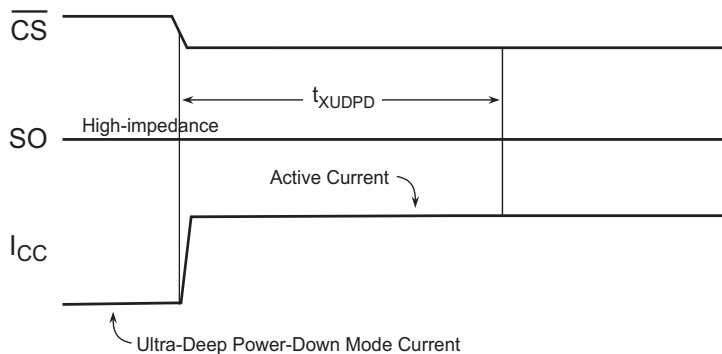 CS
tXUDPD
High-impedance
SO
Active Current
ICC
Ultra-Deep Power-Down Mode Current